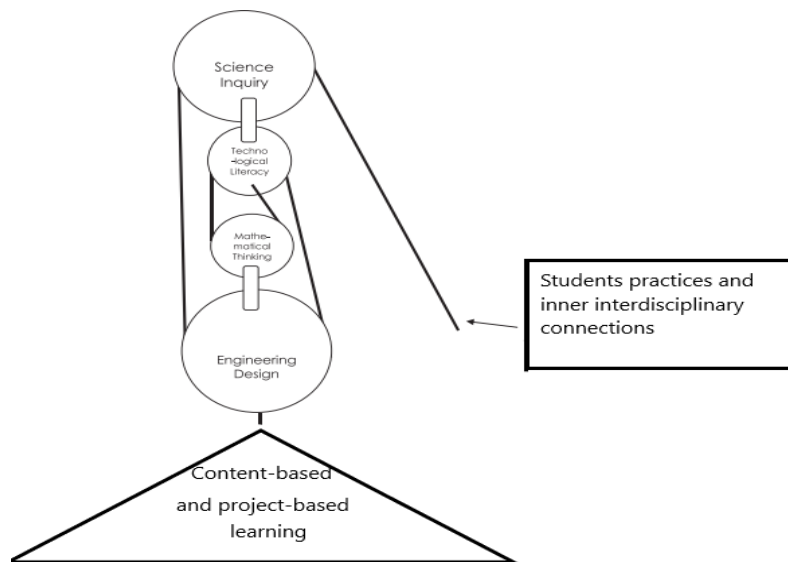 Science
Inquiry
Techno
-logical
Literacy
Mathe-
matical
Thinking
Students practices and
inner interdisciplinary
connections
Engineering
Design
Content-based
and project-based
learning